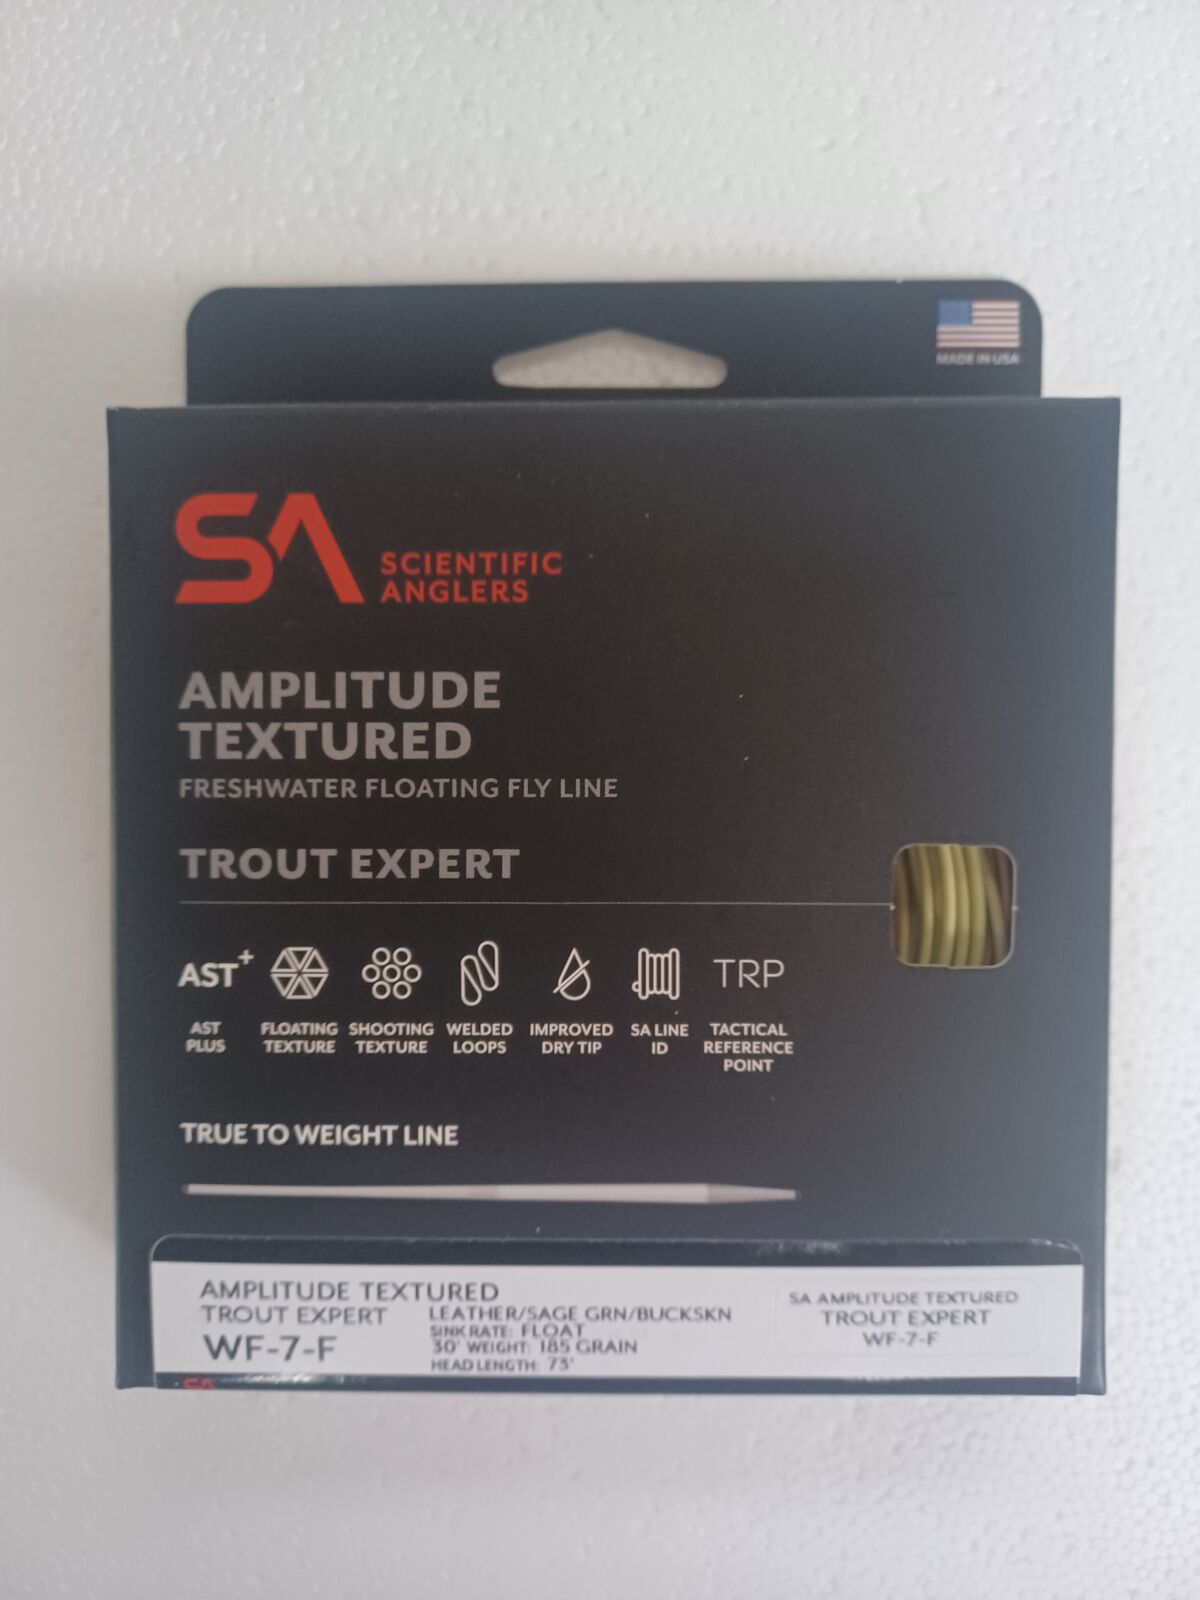 MADE IN USA
SA SCIENTIFIC
ANGLERS
AMPLITUDE
TEXTURED
FRESHWATER FLOATING FLY LINE
TROUT EXPERT
AST+
TRP
AST
PLUS
FLOATING
TEXTURE
SHOOTING
TEXTURE
WELDED
LOOPS
IMPROVED
DRY TIP
SA LINE
ID
TACTICAL
REFERENCE
POINT
TRUE TO WEIGHT LINE
AMPLITUDE TEXTURED
TROUT EXPERT
WF-7-F
LEATHER/SAGE GRN/BUCKSKN
SINK RATE: FLOAT
30' WEIGHT: 185 GRAIN
HEAD LENGTH: 73'
SA AMPLITUDE TEXTURED
TROUT EXPERT
WF-7-F
SA